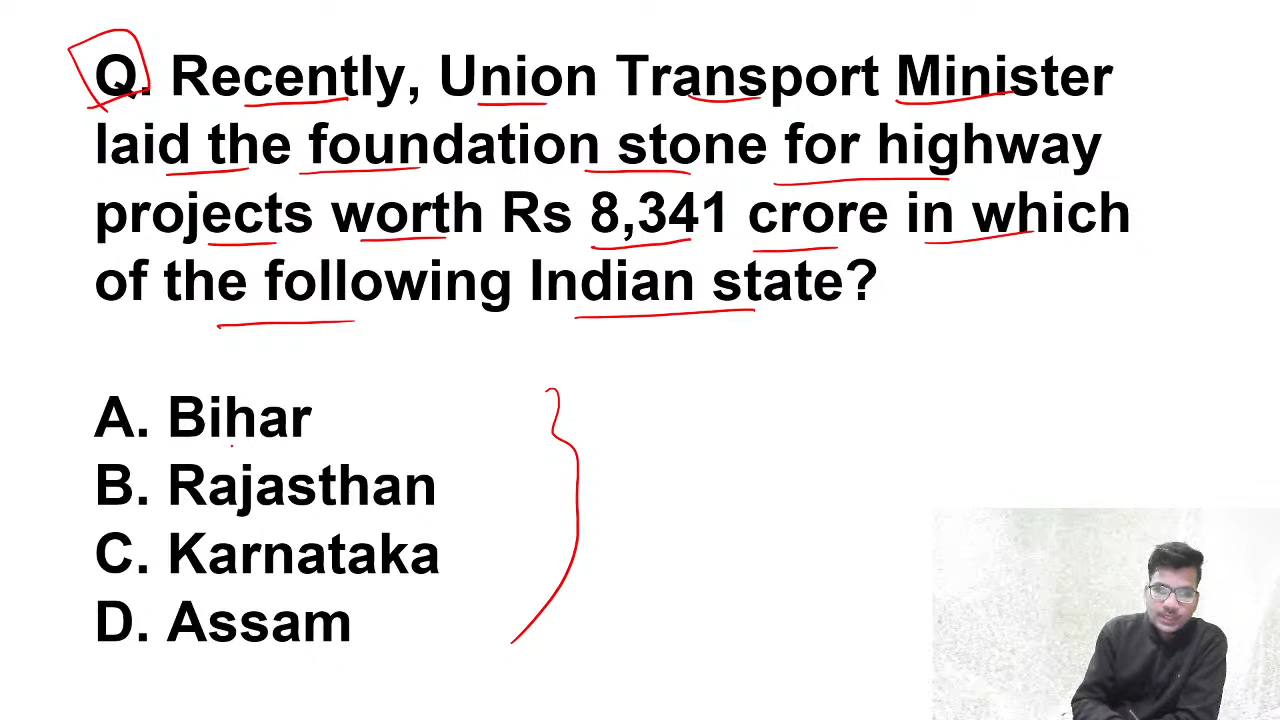 Q. Recently, Union Transport Minister
laid the foundation stone for highway
projects worth Rs 8,341 crore in which
of the following Indian state?
A. Bihar
B. Rajasthan
C. Karnataka
D. Assam